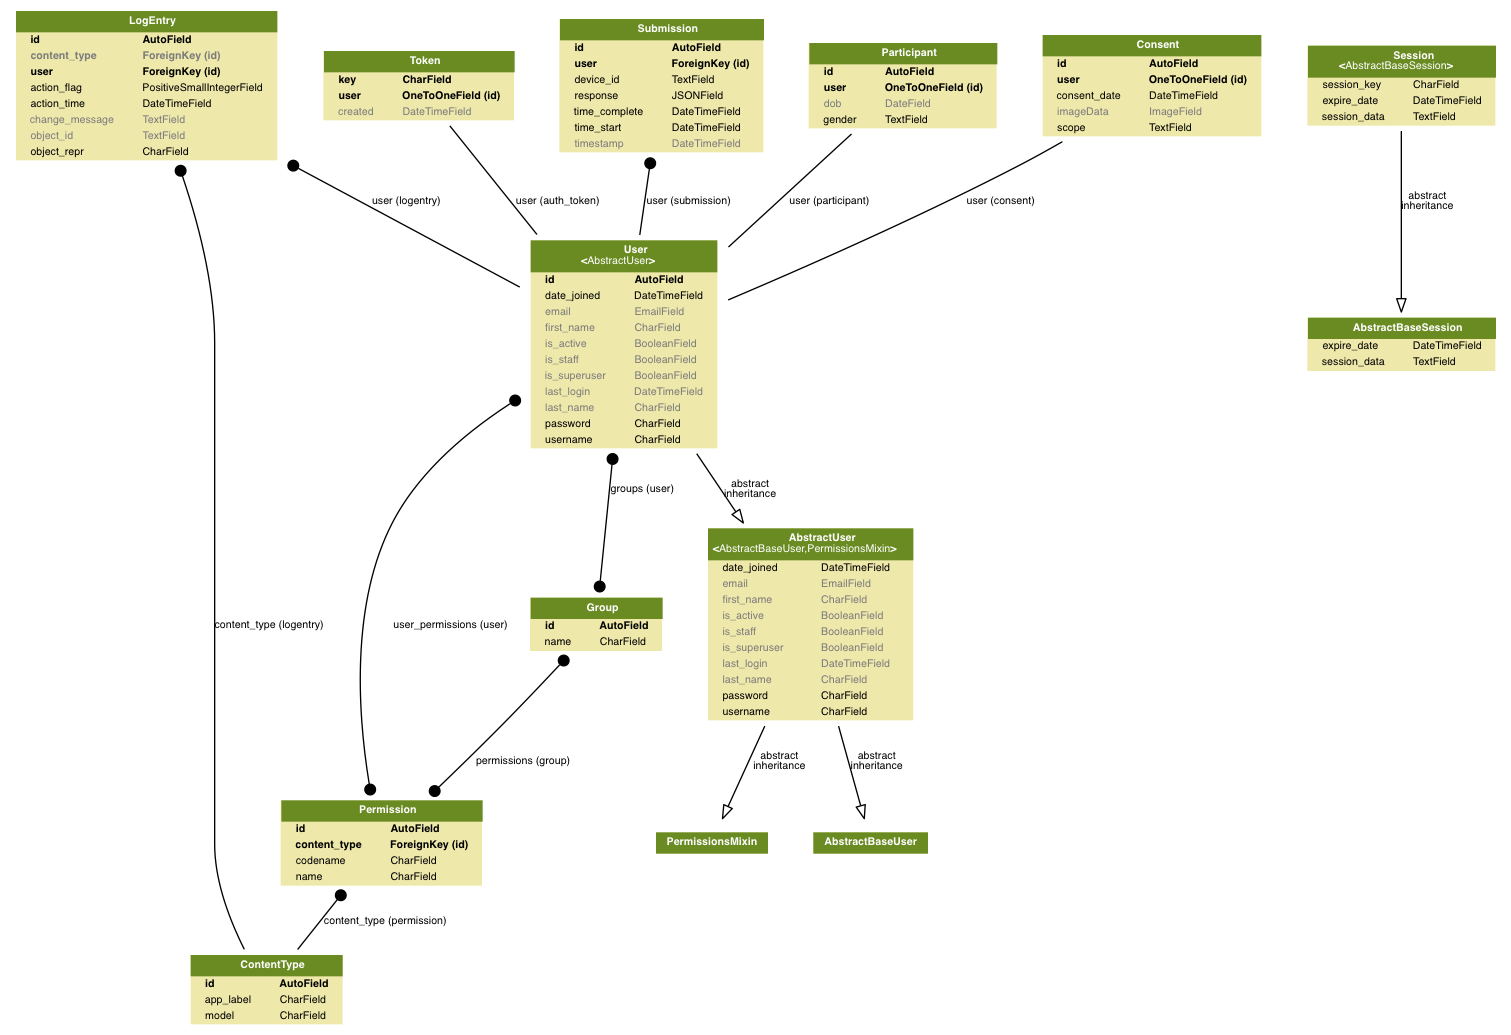 LogEntry
id AutoField
content_type ForeignKey (id)
user ForeignKey (id)
action_flag PositiveSmallIntegerField
action_time DateTimeField
change_message TextField
object_id TextField
object_repr CharField
Token
key CharField
user OneToOneField (id)
created DateTimeField
Submission
id AutoField
user ForeignKey (id)
device_id TextField
response JSONField
time_complete DateTimeField
time_start DateTimeField
timestamp DateTimeField
Participant
id AutoField
user OneToOneField (id)
dob DateField
gender TextField
Consent
id AutoField
user OneToOneField (id)
consent_date DateTimeField
imageData ImageField
scope TextField
Session
<AbstractBaseSession>
session_key CharField
expire_date DateTimeField
session_data TextField
user (logentry)
user (auth_token)
user (submission)
user (participant)
user (consent)
abstract
inheritance
User
<AbstractUser>
id AutoField
date_joined DateTimeField
email EmailField
first_name CharField
is_active BooleanField
is_staff BooleanField
is_superuser BooleanField
last_login DateTimeField
last_name CharField
password CharField
username CharField
AbstractBaseSession
expire_date DateTimeField
session_data TextField
groups (user)
abstract
inheritance
AbstractUser
<AbstractBaseUser,PermissionsMixin>
date_joined DateTimeField
email EmailField
first_name CharField
is_active BooleanField
is_staff BooleanField
is_superuser BooleanField
last_login DateTimeField
last_name CharField
password CharField
username CharField
Group
id AutoField
name CharField
content_type (logentry)
user_permissions (user)
permissions (group)
abstract
inheritance
abstract
inheritance
Permission
id AutoField
content_type ForeignKey (id)
codename CharField
name CharField
PermissionsMixin
AbstractBaseUser
content_type (permission)
ContentType
id AutoField
app_label CharField
model CharField